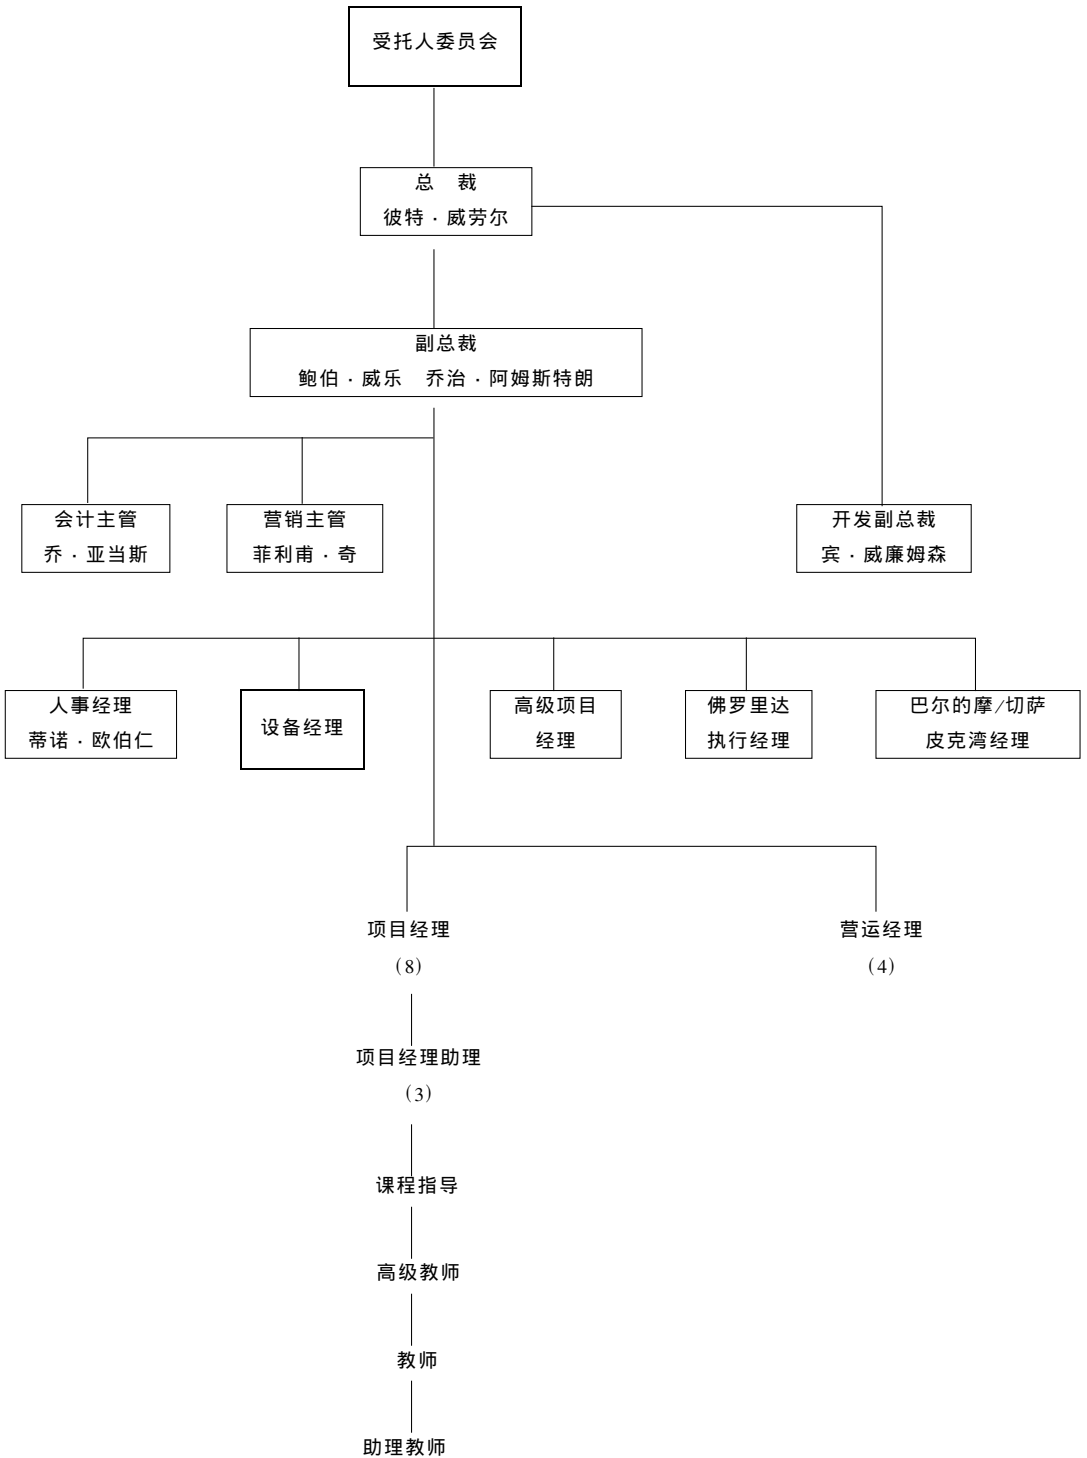 受托人委员会
总 裁
彼特·威劳尔
副总裁
鲍伯·威乐 乔治·阿姆斯特朗
会计主管
乔·亚当斯
营销主管
菲利甫·奇
开发副总裁
宾·威廉姆森
人事经理
蒂诺·欧伯仁
设备经理
高级项目
经理
佛罗里达
执行经理
巴尔的摩/切萨
皮克湾经理
项目经理
(8)
营运经理
(4)
项目经理助理
(3)
课程指导
高级教师
教师
助理教师